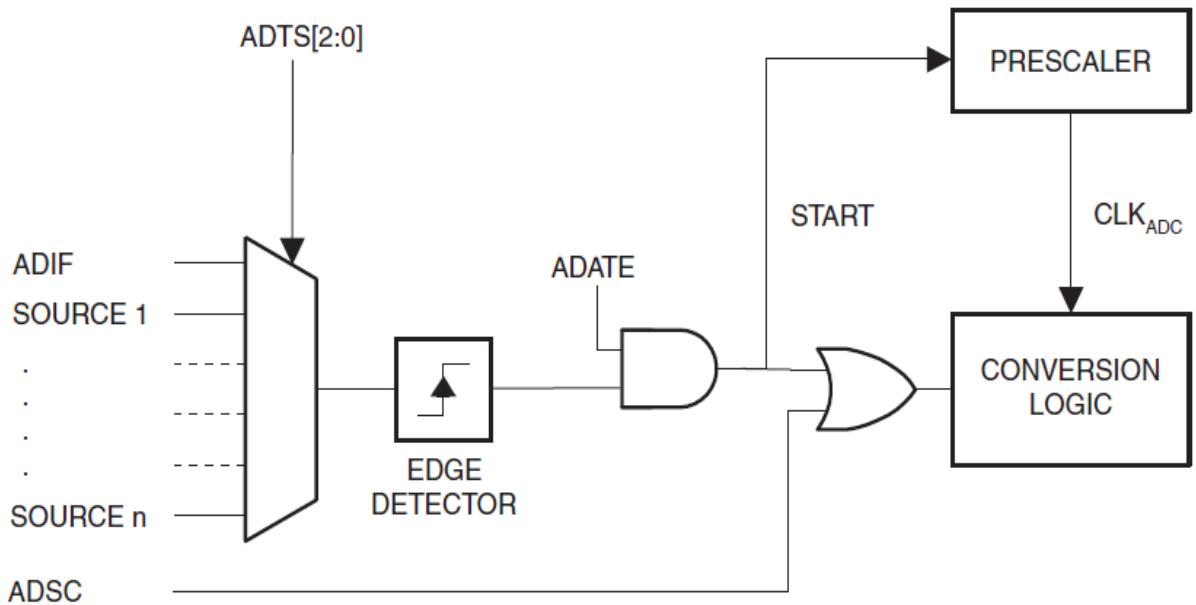 ADTS[2:0]
PRESCALER
START
CLKADC
ADIF
ADATE
SOURCE 1
.
.
.
.
CONVERSION
LOGIC
EDGE
DETECTOR
SOURCE n
ADSC